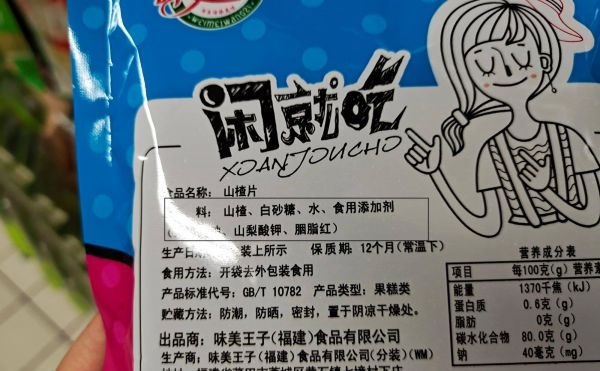 WEIMEIWANGZI
闲就吃
XOANJOUCHO
食品名称: 山楂片
料: 山楂、白砂糖、水、食用添加剂
山梨酸钾、胭脂红)
生产日 装上所示 保质期: 12个月(常温下)
食用方法: 开袋去外包装食用
产品标准代号: GB/T 10782 产品类型: 果糕类
贮藏方法: 防潮, 防晒, 密封, 置于阴凉干燥处。
出品商: 味美王子(福建)食品有限公司
生产商: 味美王子(福建)食品有限公司(分装)(WM)
营养成分表
项目 每100克(g) 营养素
能量 1370千焦(kJ)
蛋白质 0.6克(g)
脂肪 0克(g)
碳水化合物 80.0克(g)
钠 40毫克(mg)